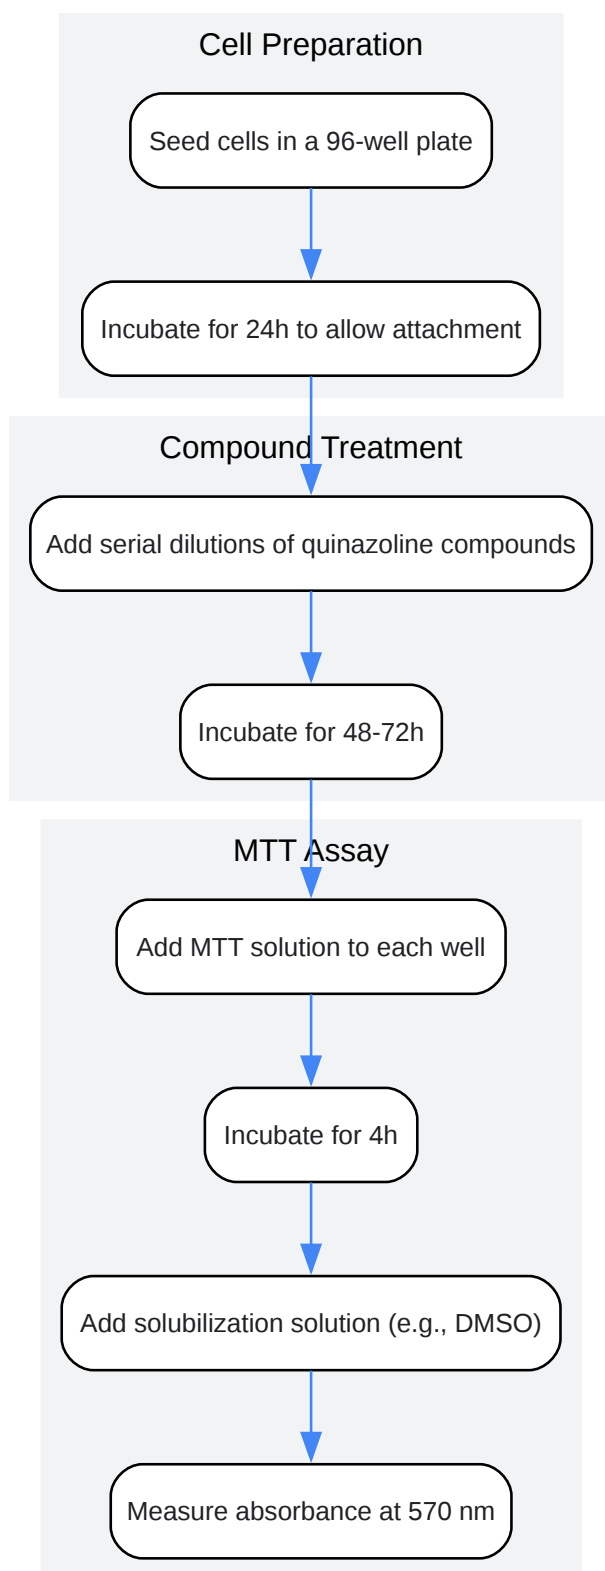 Cell Preparation
Seed cells in a 96-well plate
Incubate for 24h to allow attachment
Compound Treatment
Add serial dilutions of quinazoline compounds
Incubate for 48-72h
MTT Assay
Add MTT solution to each well
Incubate for 4h
Add solubilization solution (e.g., DMSO)
Measure absorbance at 570 nm